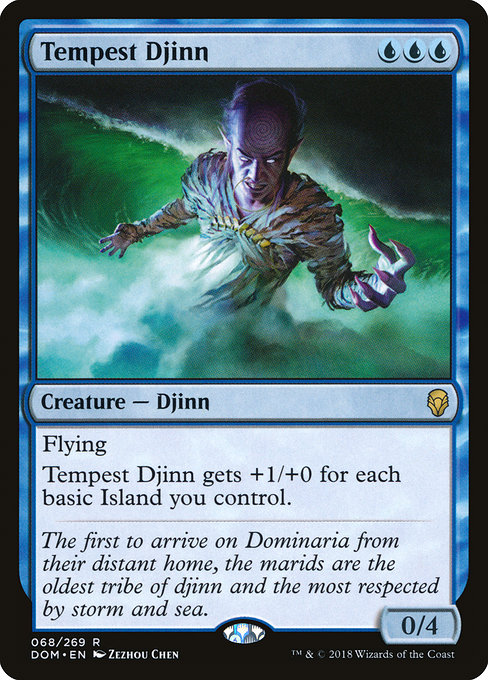 Tempest Djinn
Creature — Djinn
Flying
Tempest Djinn gets +1/+0 for each
basic Island you control.
The first to arrive on Dominaria from
their distant home, the marids are the
oldest tribe of djinn and the most respected
by storm and sea.
0/4
068/269 R
DOM • EN Zezhou Chen
™ & © 2018 Wizards of the Coast